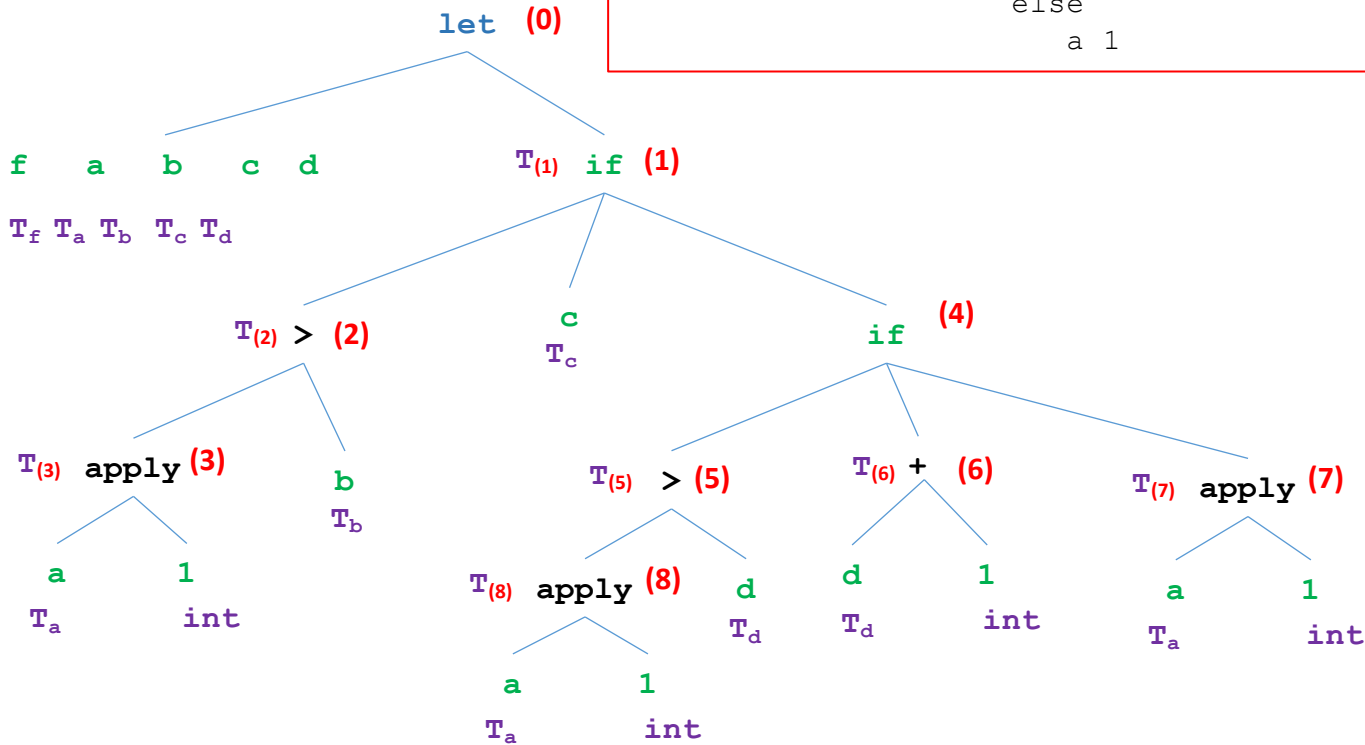 else
let (0)
a 1
f a b c d T(1) if (1)
Tf Ta Tb Tc Td
T(2) > (2) c if (4)
Tc
T(3) apply (3) b T(5) > (5) T(6) + (6) T(7) apply (7)
Tb
a 1 T(8) apply (8) d d 1 a 1
Ta int Td Td int Ta int
a 1
Ta int